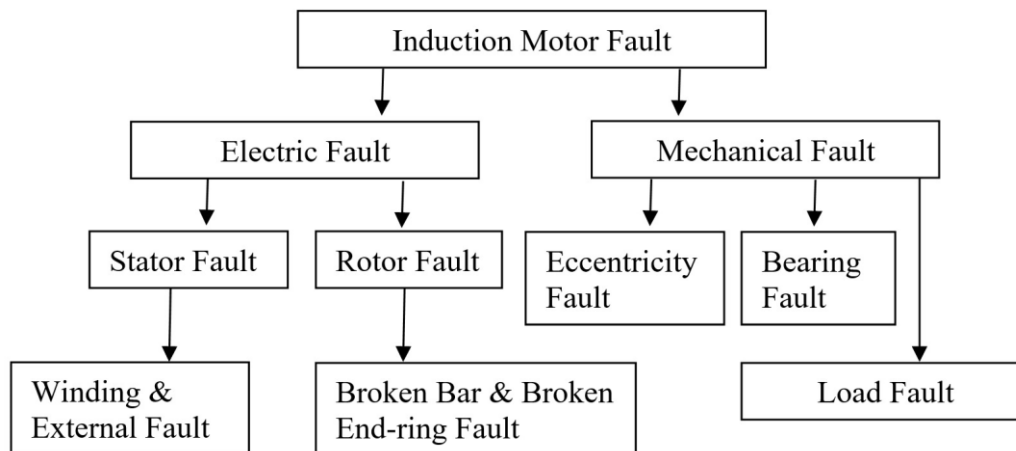 Induction Motor Fault
Electric Fault
Mechanical Fault
Stator Fault
Rotor Fault
Eccentricity
Fault
Bearing
Fault
Winding &
External Fault
Broken Bar & Broken
End-ring Fault
Load Fault